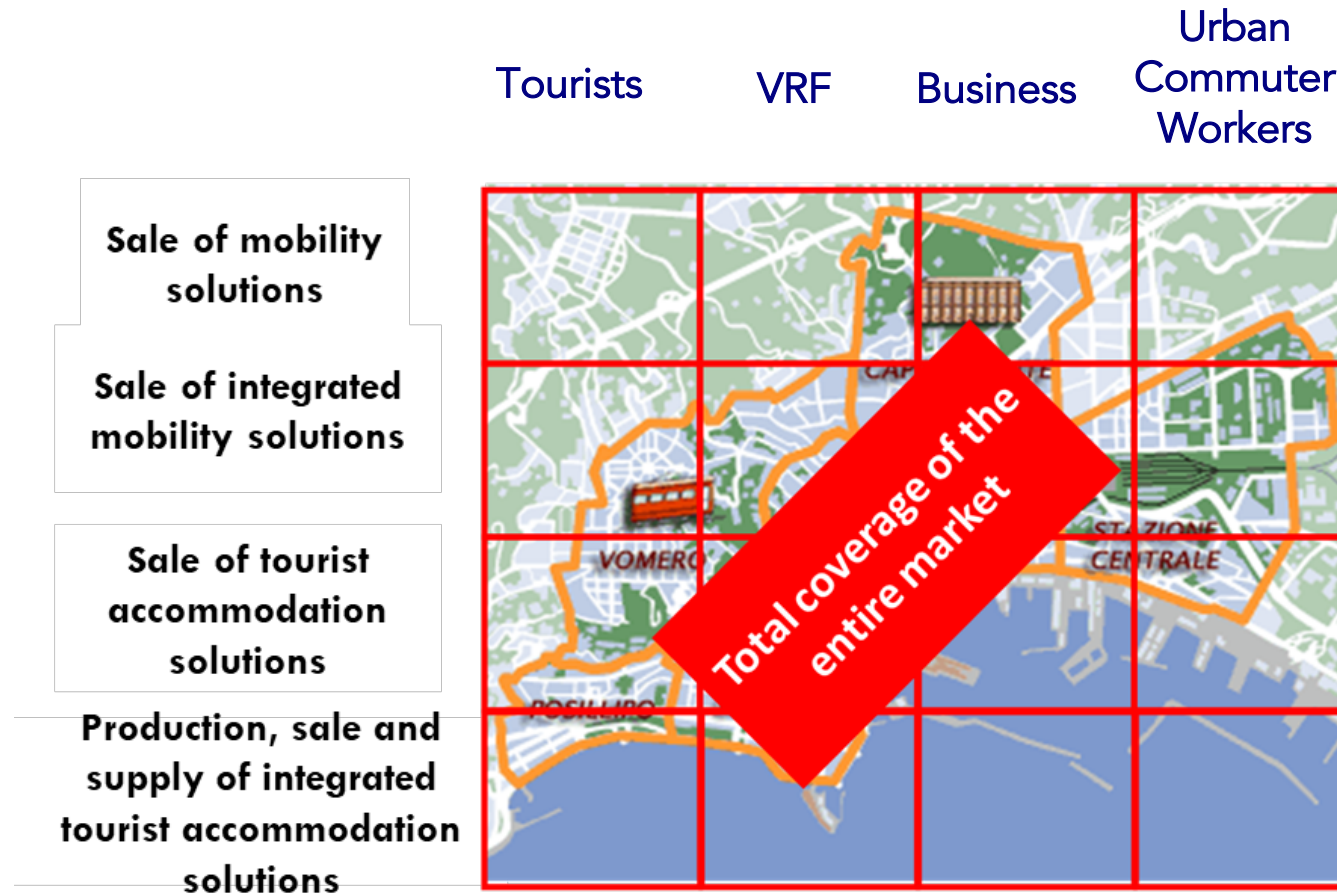 Tourists
VRF
Business
Urban
Commuter
Workers
Sale of mobility
solutions
Sale of integrated
mobility solutions
Sale of tourist
accommodation
solutions
Production, sale and
supply of integrated
tourist accommodation
solutions
Total coverage of the
entire market
VOMERO
STAZIONE
CENTRALE
POSILLIPO